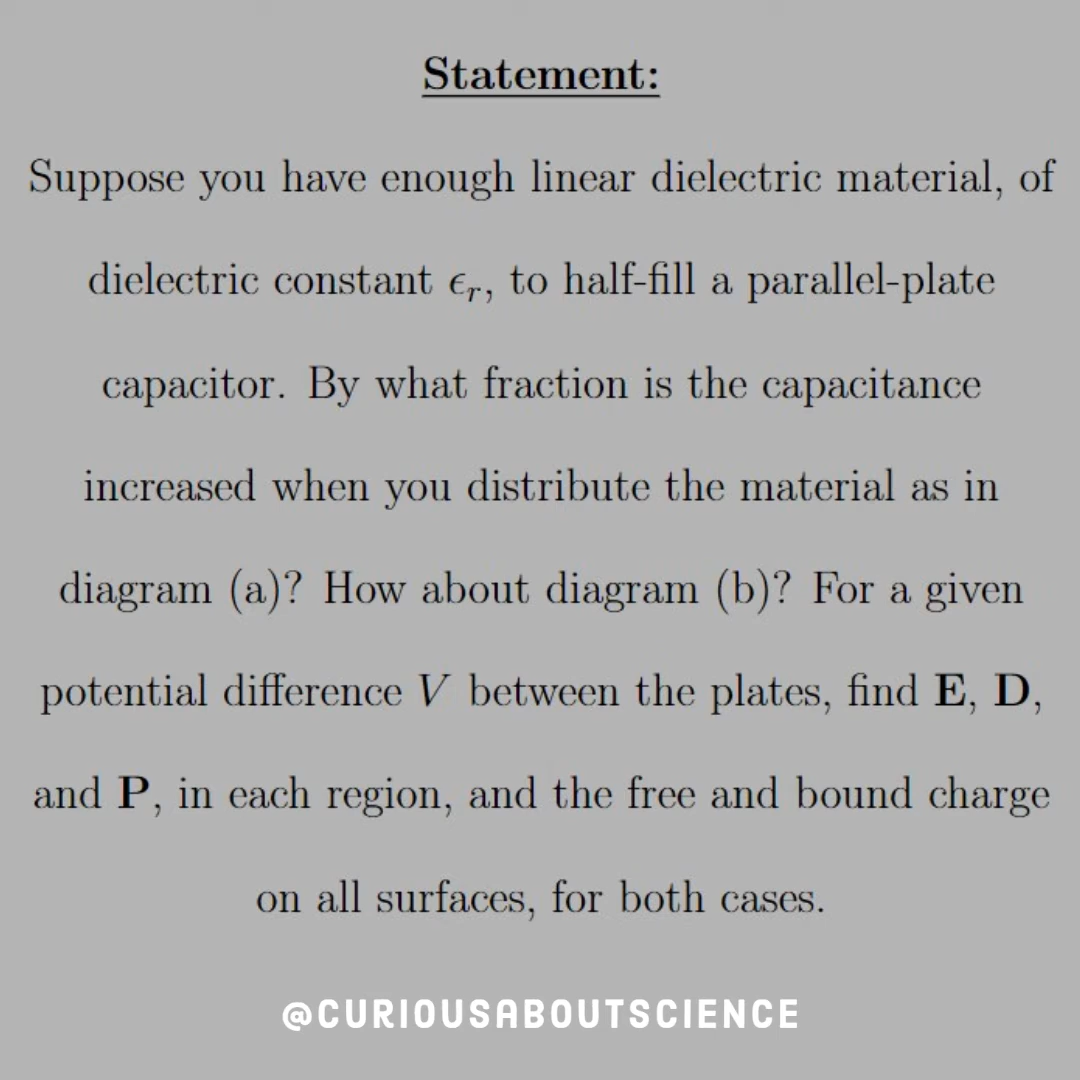 Statement:
Suppose you have enough linear dielectric material, of
dielectric constant ϵᵣ, to half-fill a parallel-plate
capacitor. By what fraction is the capacitance
increased when you distribute the material as in
diagram (a)? How about diagram (b)? For a given
potential difference V between the plates, find E, D,
and P, in each region, and the free and bound charge
on all surfaces, for both cases.
@CURIOUSABOUTSCIENCE